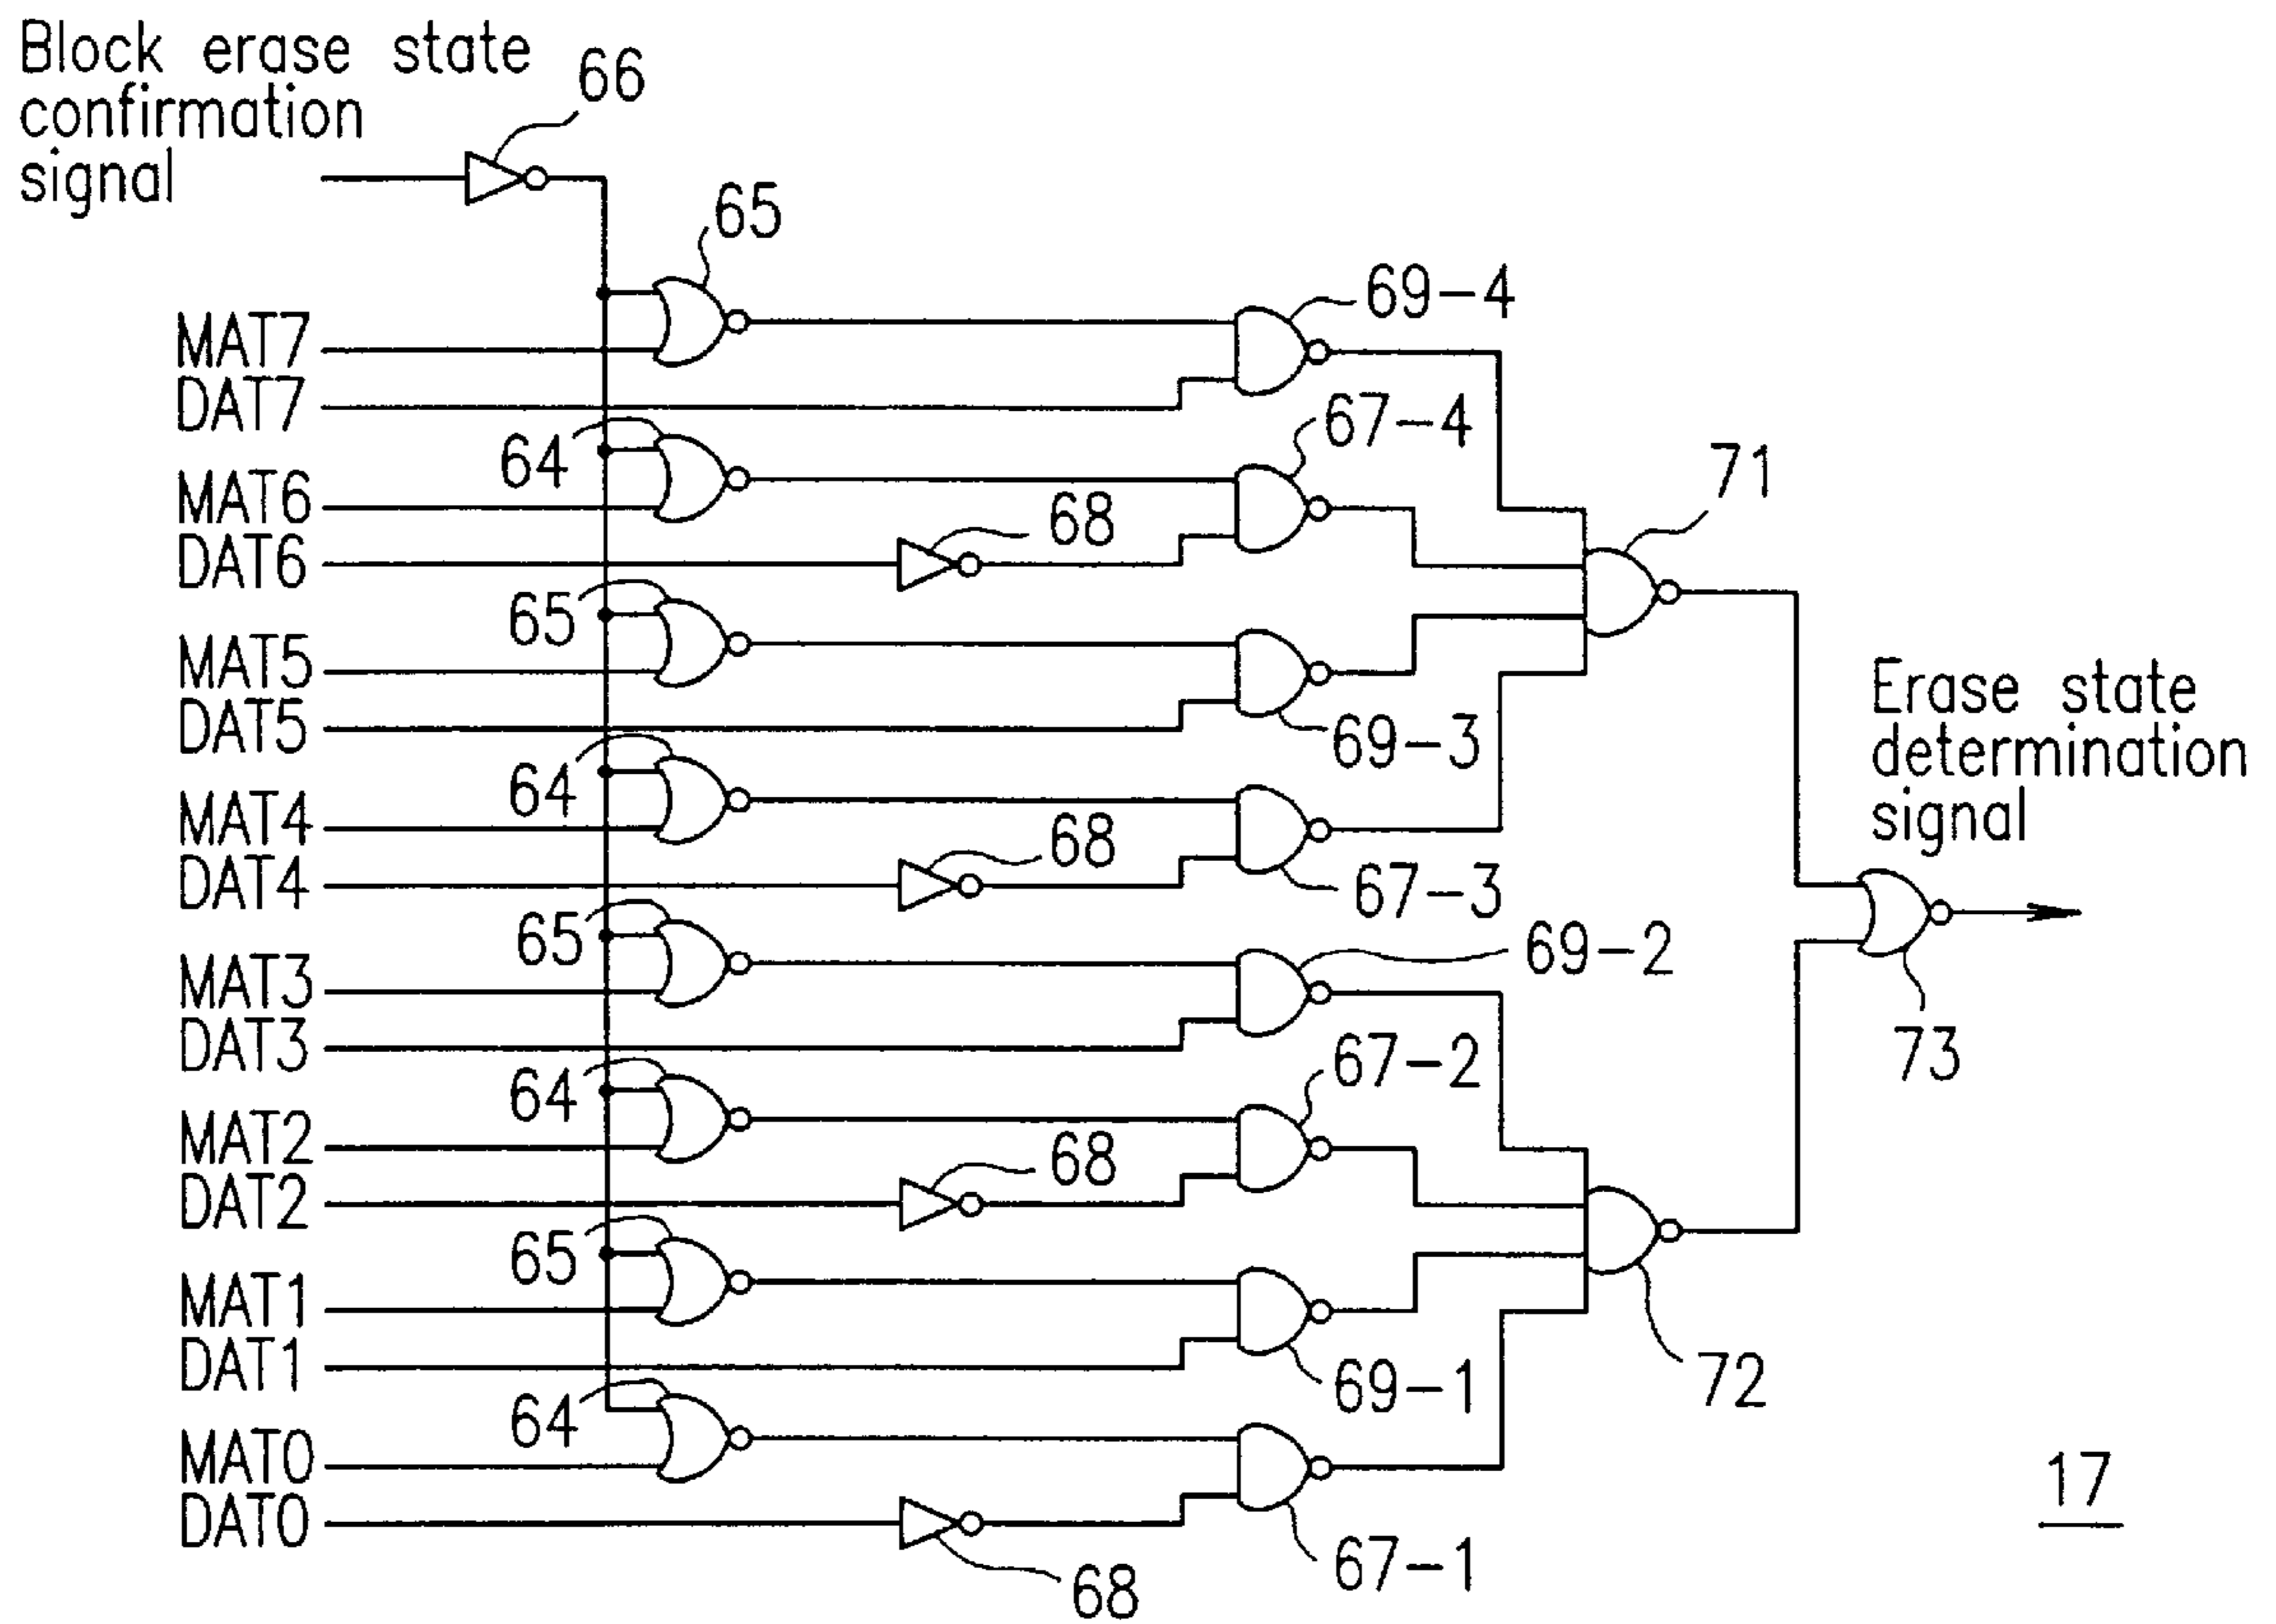 Block erase state
confirmation
signal
66
65
69-4
MAT7
DAT7
67-4
64
71
MAT6
68
DAT6
65
MAT5
DAT5
69-3
Erase state
determination
signal
64
MAT4
68
DAT4
67-3
65
69-2
MAT3
DAT3
73
67-2
64
MAT2
68
DAT2
65
MAT1
DAT1
69-1
72
64
MAT0
DAT0
17
67-1
68